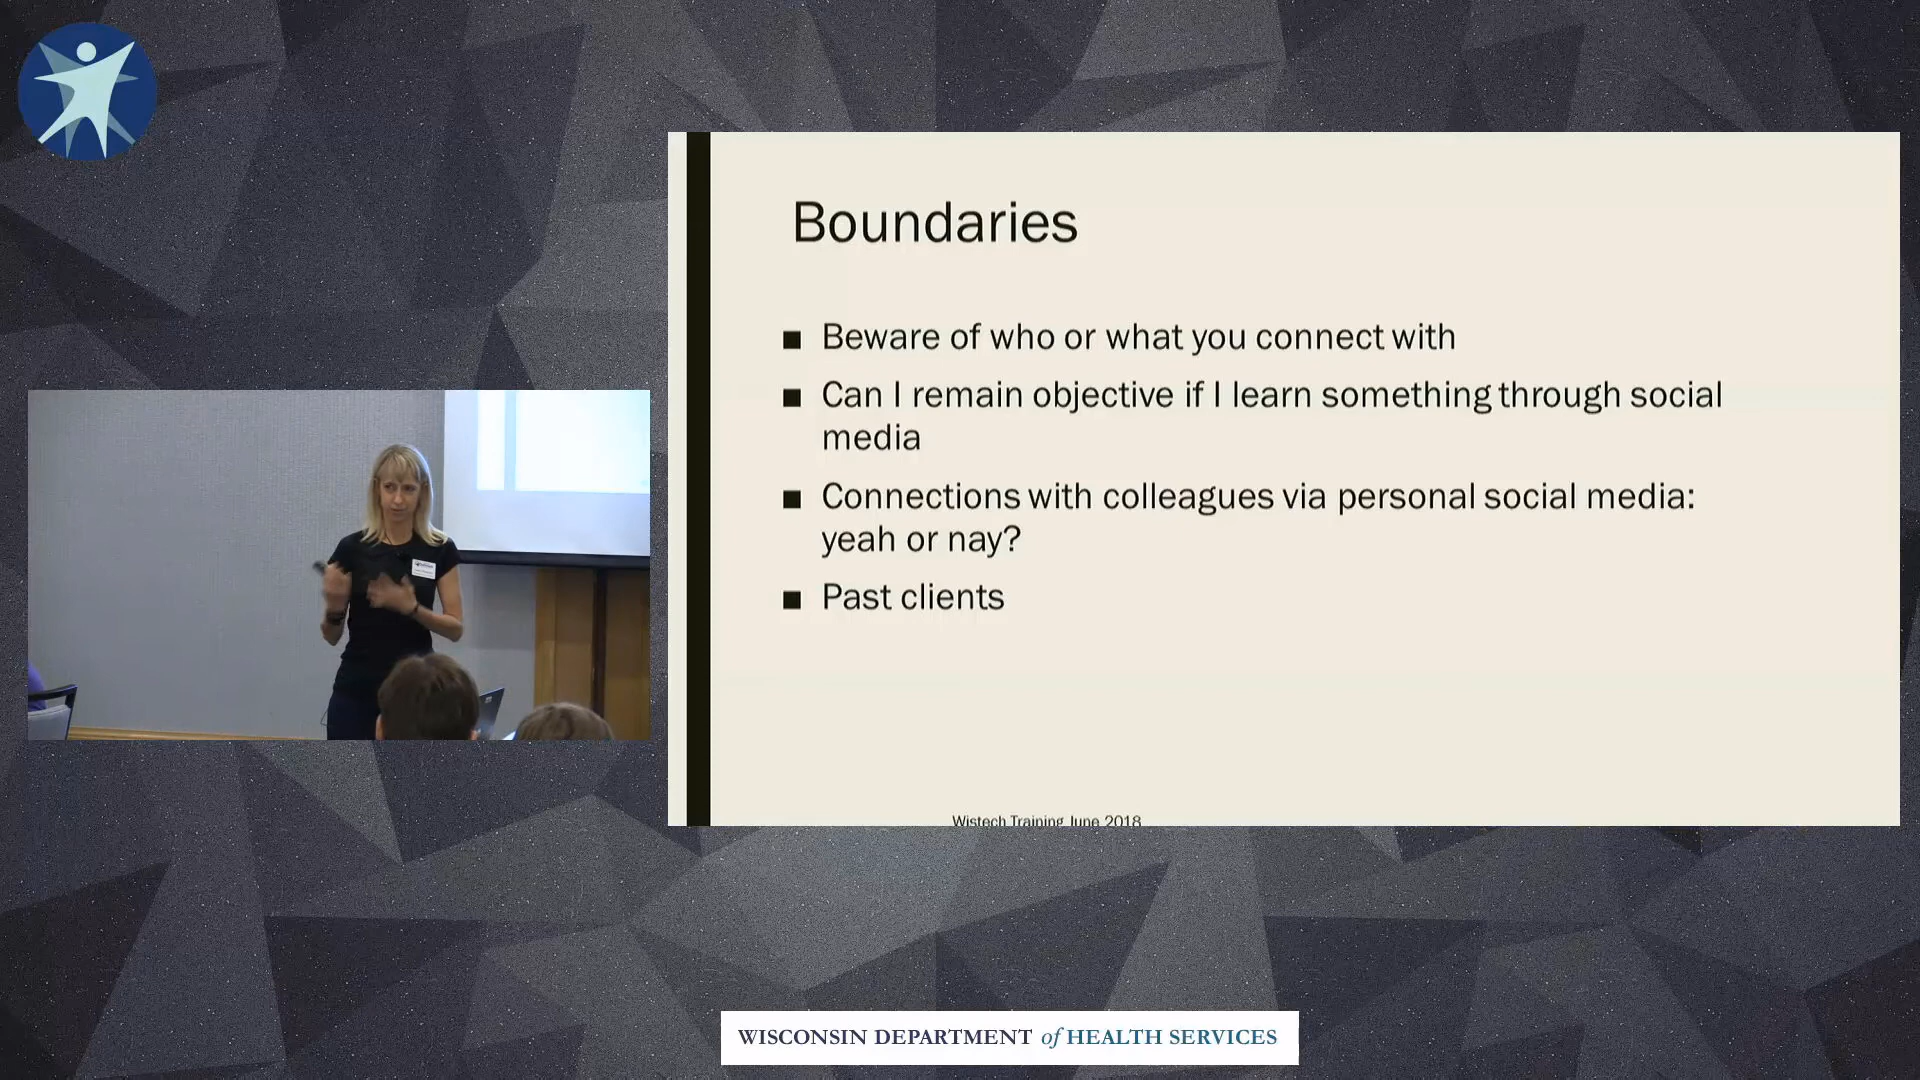 Boundaries
Beware of who or what you connect with
Can I remain objective if I learn something through social
media
Connections with colleagues via personal social media:
yeah or nay?
Past clients
Wistech Training June 2018
WISCONSIN DEPARTMENT of HEALTH SERVICES